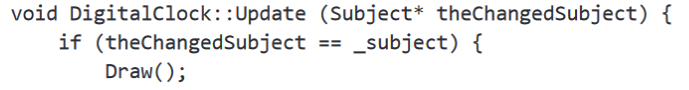 void DigitalClock::Update (Subject* theChangedSubject) {
    if (theChangedSubject == _subject) {
        Draw();